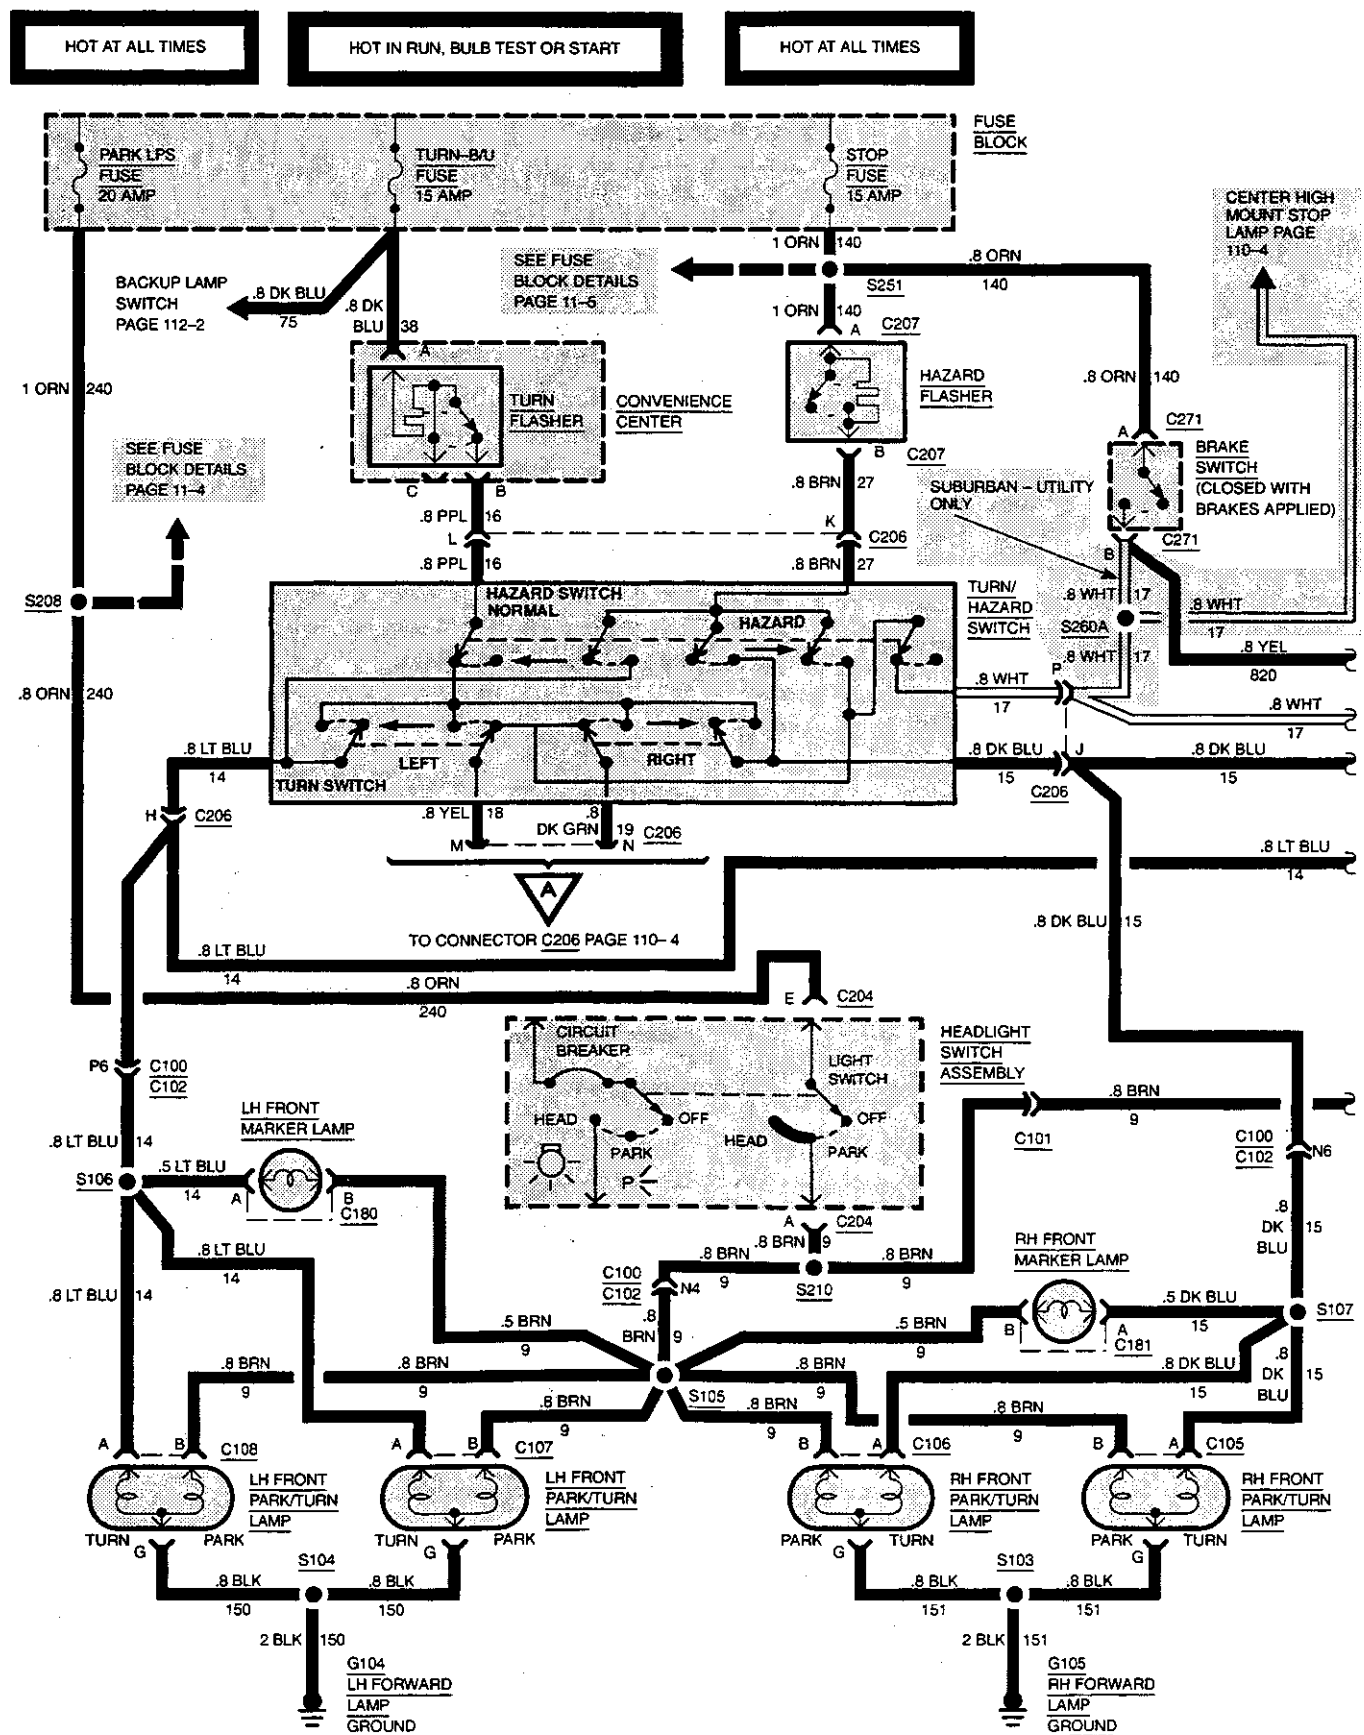 HOT AT ALL TIMES
HOT IN RUN, BULB TEST OR START
HOT AT ALL TIMES
FUSE
BLOCK
PARK LPS
FUSE
20 AMP
TURN-B/U
FUSE
15 AMP
STOP
FUSE
15 AMP
CENTER HIGH
MOUNT STOP
LAMP PAGE
110-4
1 ORN 140
SEE FUSE
BLOCK DETAILS
PAGE 11-5
.8 ORN
140
S251
BACKUP LAMP
SWITCH
PAGE 112-2
.8 DK BLU
75
.8 DK
BLU 38
1 ORN 140
A C207
A
TURN
FLASHER
CONVENIENCE
CENTER
HAZARD
FLASHER
1 ORN 240
.8 ORN 140
C271
A
BRAKE
SWITCH
(CLOSED WITH
BRAKES APPLIED)
SEE FUSE
BLOCK DETAILS
PAGE 11-4
B C207
C B
.8 BRN 27
SUBURBAN - UTILITY
ONLY
.8 PPL 16
K
L
C206
C271
B
.8 PPL 16
.8 BRN 27
S208
HAZARD SWITCH
NORMAL
HAZARD
TURN/
HAZARD
SWITCH
.8 WHT 17
S260A
.8 WHT
17
.8 YEL
820
.8 WHT 17
P
.8 ORN 240
.8 WHT
17
.8 WHT
17
.8 LT BLU
14
LEFT
RIGHT
TURN SWITCH
.8 DK BLU
15
J
.8 DK BLU
15
C206
H C206
.8 YEL 18
.8
DK GRN 19
C206
M N
A
TO CONNECTOR C206 PAGE 110-4
.8 LT BLU
14
.8 DK BLU 15
.8 LT BLU
14
.8 ORN
240
E C204
CIRCUIT
BREAKER
LIGHT
SWITCH
HEADLIGHT
SWITCH
ASSEMBLY
P6 C100
C102
HEAD
OFF
PARK
P
HEAD
OFF
PARK
.8 BRN
9
C101
C100
C102
N6
LH FRONT
MARKER LAMP
.8 LT BLU 14
S106
.5 LT BLU
14
A B
C180
A C204
.8 BRN 9
.8
DK
BLU
15
.8 LT BLU
14
.8 LT BLU 14
C100
C102 N4
.8 BRN
9
S210
.8 BRN
9
RH FRONT
MARKER LAMP
.5 BRN
9
.8
BRN 9
.5 BRN
9
B A
C181
.5 DK BLU
15
S107
.8 BRN
9
.8 BRN
9
S105
.8 BRN
9
.8 DK BLU
15
.8
DK
BLU
15
.8 BRN
9
.8 BRN
9
.8 BRN
9
A B C108
A B C107
B A C106
B A C105
LH FRONT
PARK/TURN
LAMP
LH FRONT
PARK/TURN
LAMP
RH FRONT
PARK/TURN
LAMP
RH FRONT
PARK/TURN
LAMP
TURN G PARK
TURN G PARK
PARK G TURN
PARK G TURN
S104
S103
.8 BLK
150
.8 BLK
150
.8 BLK
151
.8 BLK
151
2 BLK 150
2 BLK 151
G104
LH FORWARD
LAMP
GROUND
G105
RH FORWARD
LAMP
GROUND